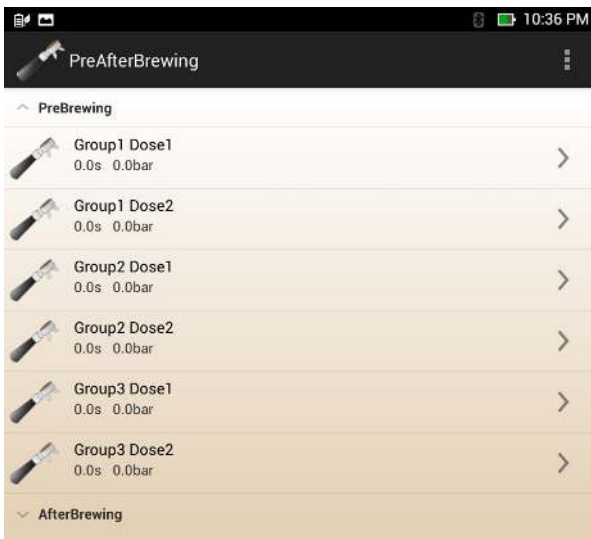 10:36 PM
PreAfterBrewing
PreBrewing
Group1 Dose1
0.0s 0.0bar
Group1 Dose2
0.0s 0.0bar
Group2 Dose1
0.0s 0.0bar
Group2 Dose2
0.0s 0.0bar
Group3 Dose1
0.0s 0.0bar
Group3 Dose2
0.0s 0.0bar
AfterBrewing